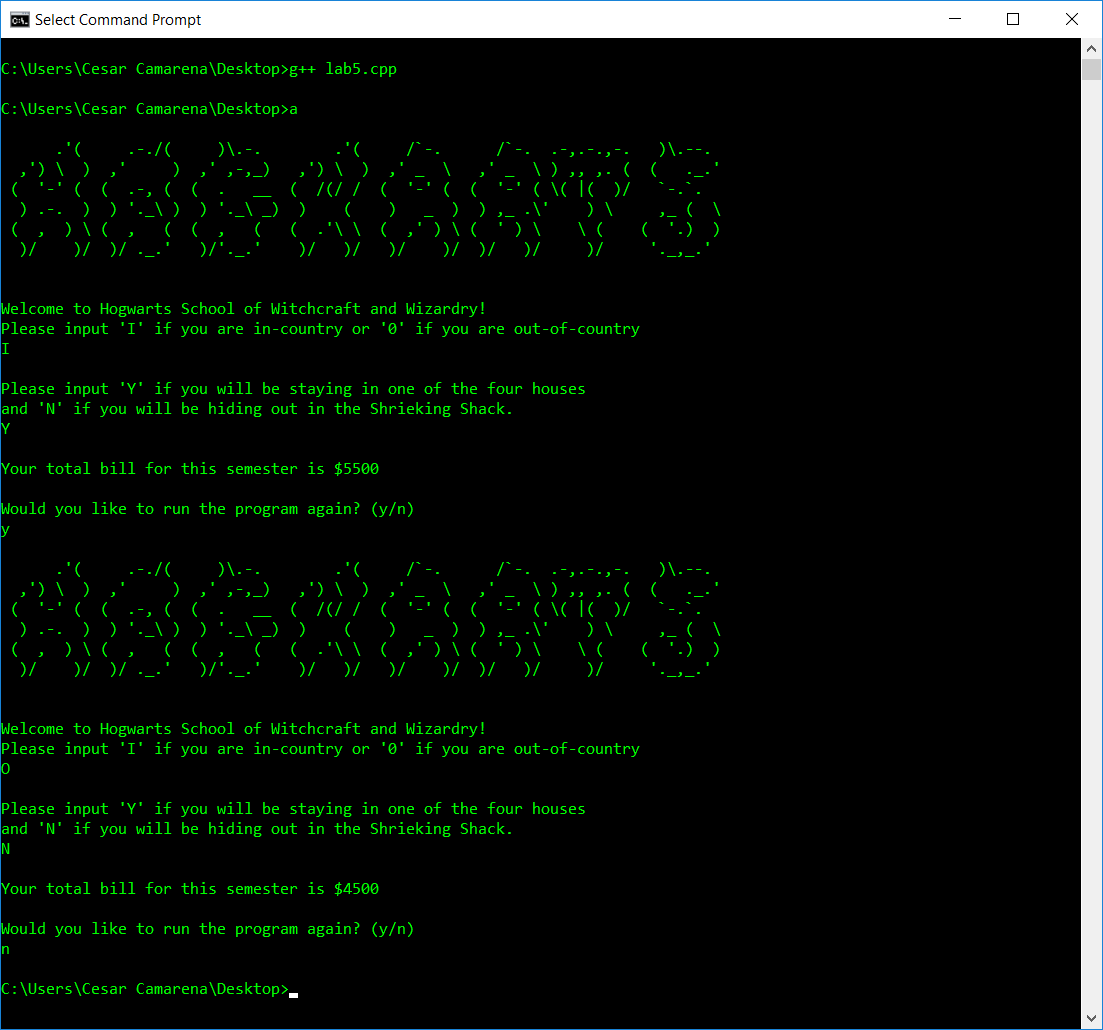 Select Command Prompt
C:\Users\Cesar Camarena\Desktop>g++ lab5.cpp
C:\Users\Cesar Camarena\Desktop>a
HOGWARTS
Welcome to Hogwarts School of Witchcraft and Wizardry!
Please input 'I' if you are in-country or '0' if you are out-of-country
I
Please input 'Y' if you will be staying in one of the four houses
and 'N' if you will be hiding out in the Shrieking Shack.
Y
Your total bill for this semester is $5500
Would you like to run the program again? (y/n)
y
HOGWARTS
Welcome to Hogwarts School of Witchcraft and Wizardry!
Please input 'I' if you are in-country or '0' if you are out-of-country
O
Please input 'Y' if you will be staying in one of the four houses
and 'N' if you will be hiding out in the Shrieking Shack.
N
Your total bill for this semester is $4500
Would you like to run the program again? (y/n)
n
C:\Users\Cesar Camarena\Desktop>